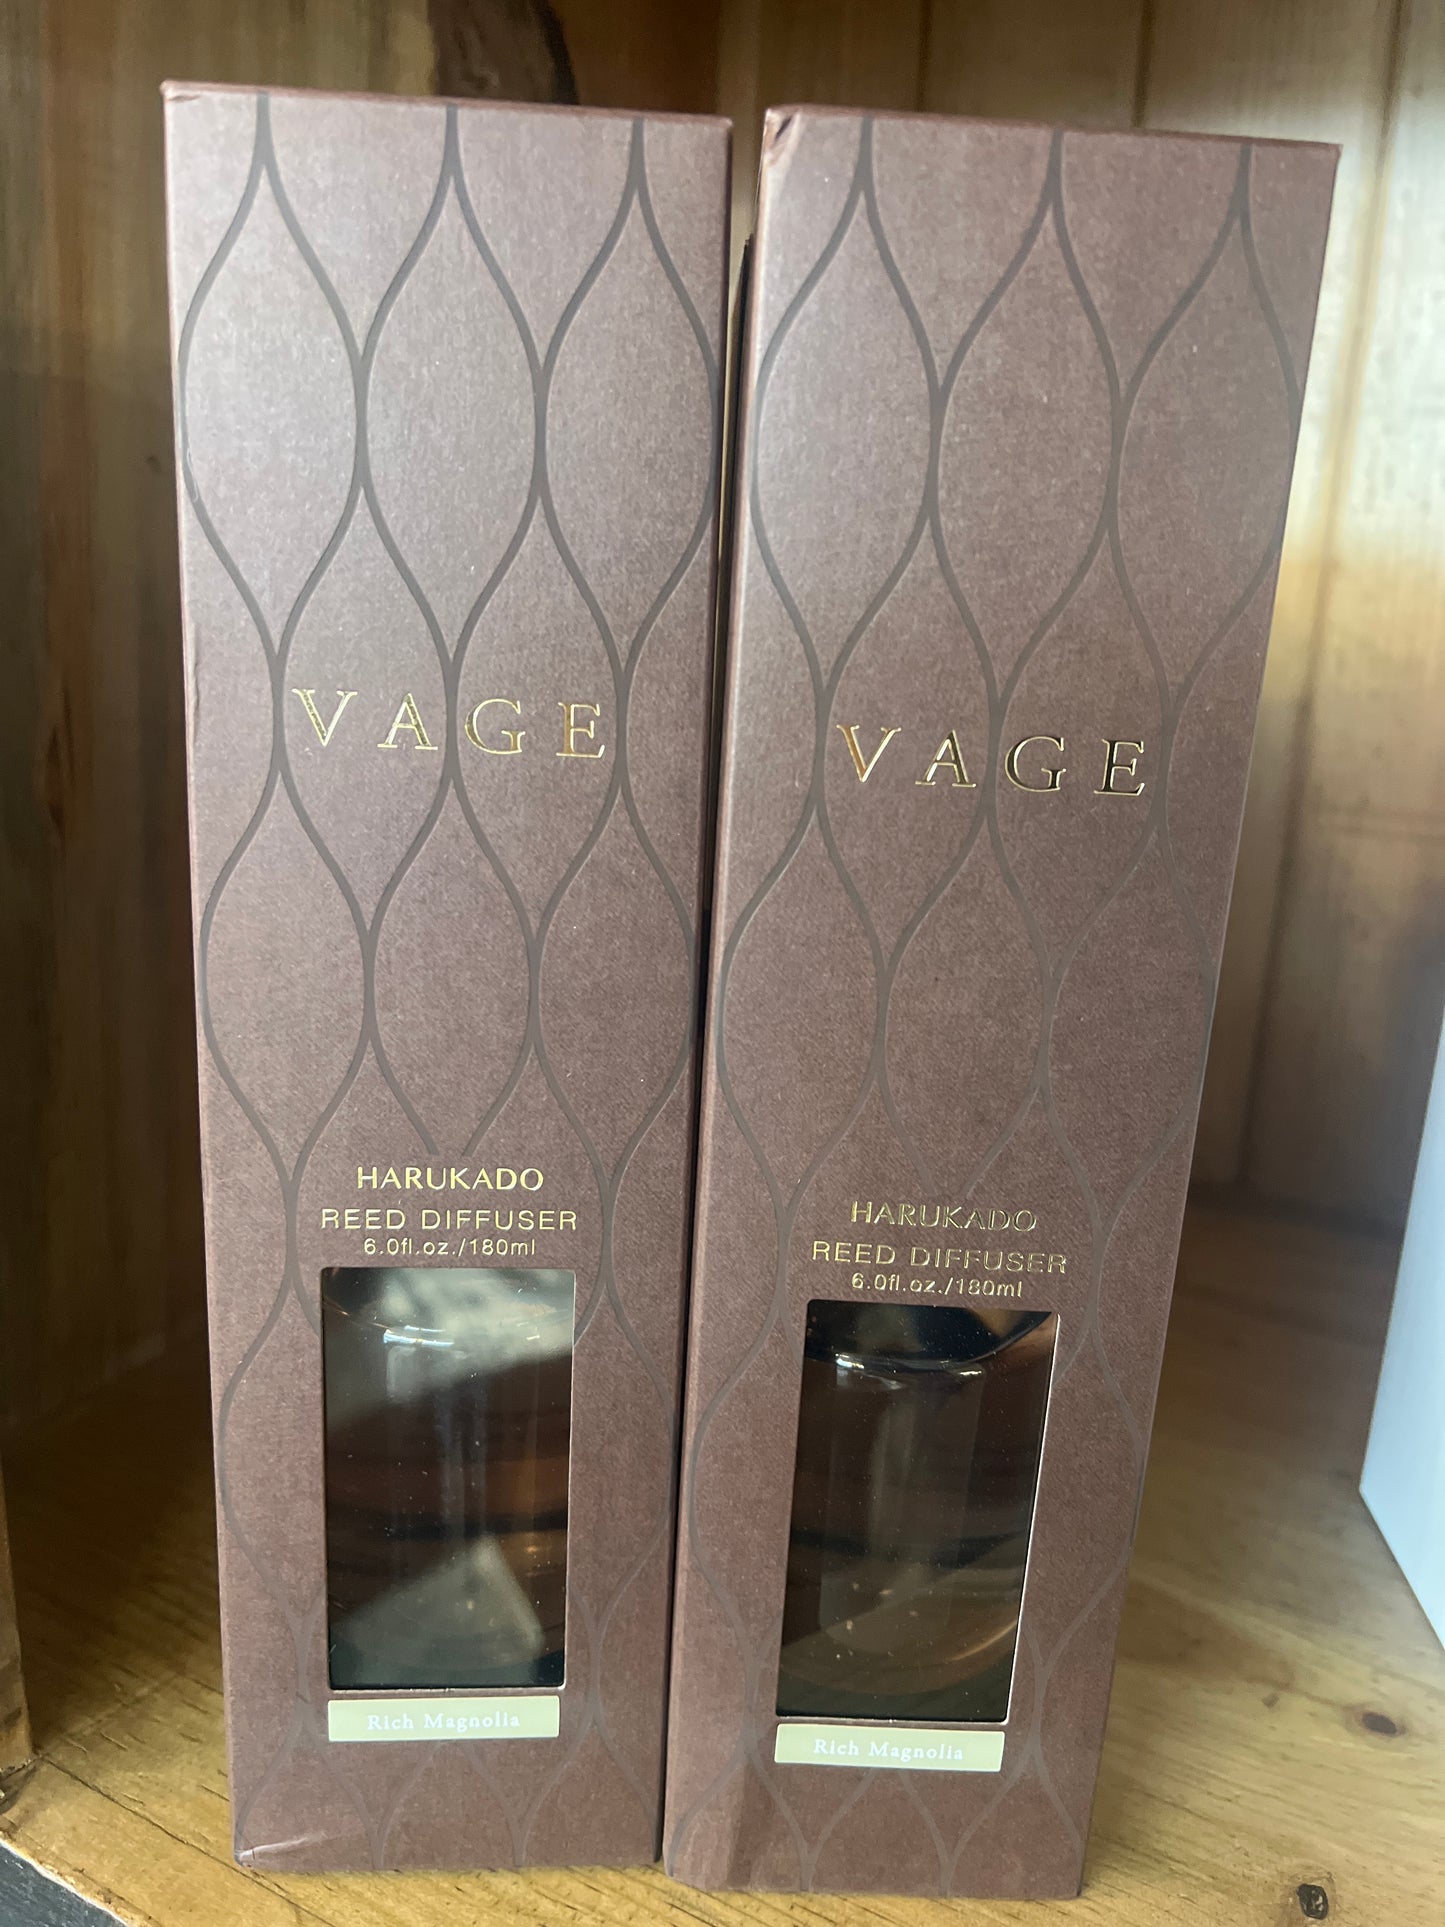 VAGE
HARUKADO
REED DIFFUSER
6.0fl.oz./180ml
Rich Magnolia
VAGE
HARUKADO
REED DIFFUSER
6.0fl.oz./180ml
Rich Magnolia